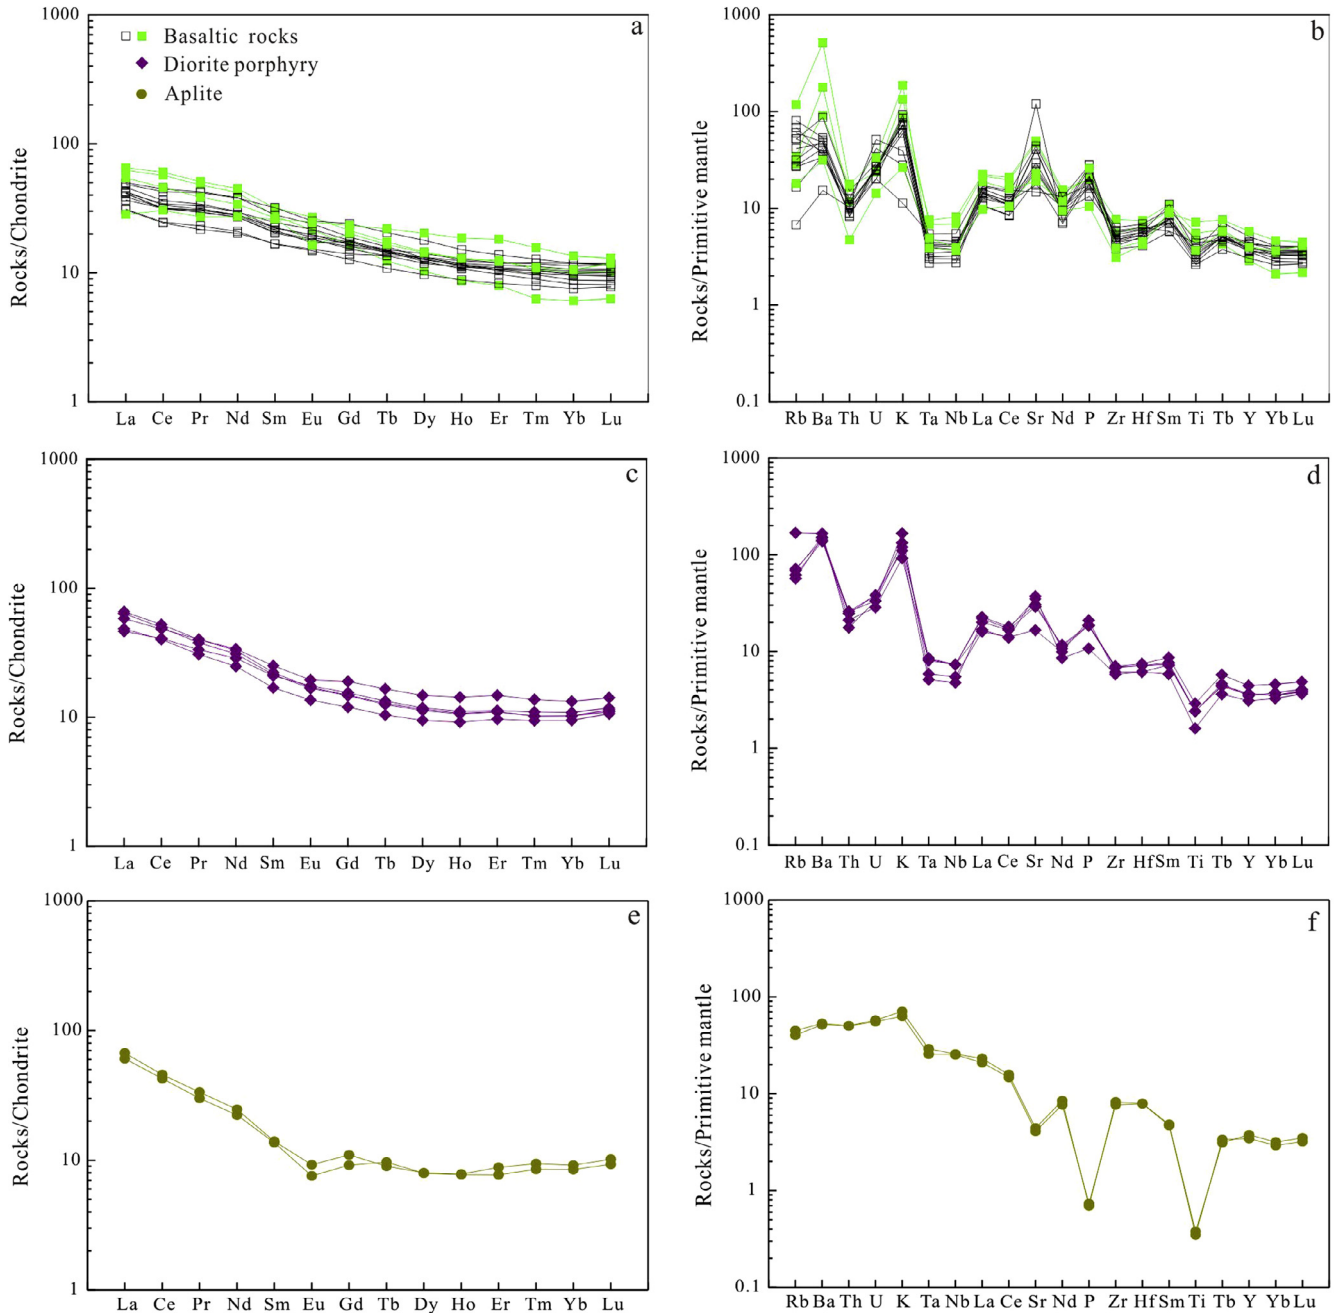 a
Basaltic rocks
Diorite porphyry
Aplite
1000
100
10
1
Rocks/Chondrite
La Ce Pr Nd Sm Eu Gd Tb Dy Ho Er Tm Yb Lu
b
1000
100
10
1
0.1
Rocks/Primitive mantle
Rb Ba Th U K Ta Nb La Ce Sr Nd P Zr Hf Sm Ti Tb Y Yb Lu
c
1000
100
10
1
Rocks/Chondrite
La Ce Pr Nd Sm Eu Gd Tb Dy Ho Er Tm Yb Lu
d
1000
100
10
1
0.1
Rocks/Primitive mantle
Rb Ba Th U K Ta Nb La Ce Sr Nd P Zr Hf Sm Ti Tb Y Yb Lu
e
1000
100
10
1
Rocks/Chondrite
La Ce Pr Nd Sm Eu Gd Tb Dy Ho Er Tm Yb Lu
f
1000
100
10
1
0.1
Rocks/Primitive mantle
Rb Ba Th U K Ta Nb La Ce Sr Nd P Zr Hf Sm Ti Tb Y Yb Lu